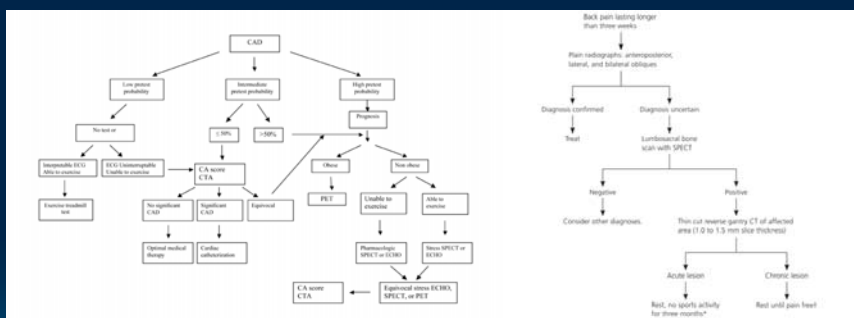 CAD
Low pretest
probability
Intermediate
pretest probability
High pretest
probability
No test or
≤50%
>50%
Prognosis
Interpretable ECG
Able to exercise
ECG Uninterruptable
Unable to exercise
CA score
CTA
Obese
Non obese
Exercise treadmill
test
No significant
CAD
Significant
CAD
Equivocal
PET
Unable to
exercise
Able to
exercise
Optimal medical
therapy
Cardiac
catheterization
Pharmacologic
SPECT or ECHO
Stress SPECT or
ECHO
CA score
CTA
Equivocal stress ECHO,
SPECT, or PET
Back pain lasting longer
than three weeks
Plain radiographs: anteroposterior,
lateral, and bilateral obliques
Diagnosis confirmed
Diagnosis uncertain
Treat
Lumbosacral bone
scan with SPECT
Negative
Positive
Consider other diagnoses.
Thin cut reverse gantry CT of affected
area (1.0 to 1.5 mm slice thickness)
Acute lesion
Chronic lesion
Rest, no sports activity
for three months*
Rest until pain free†